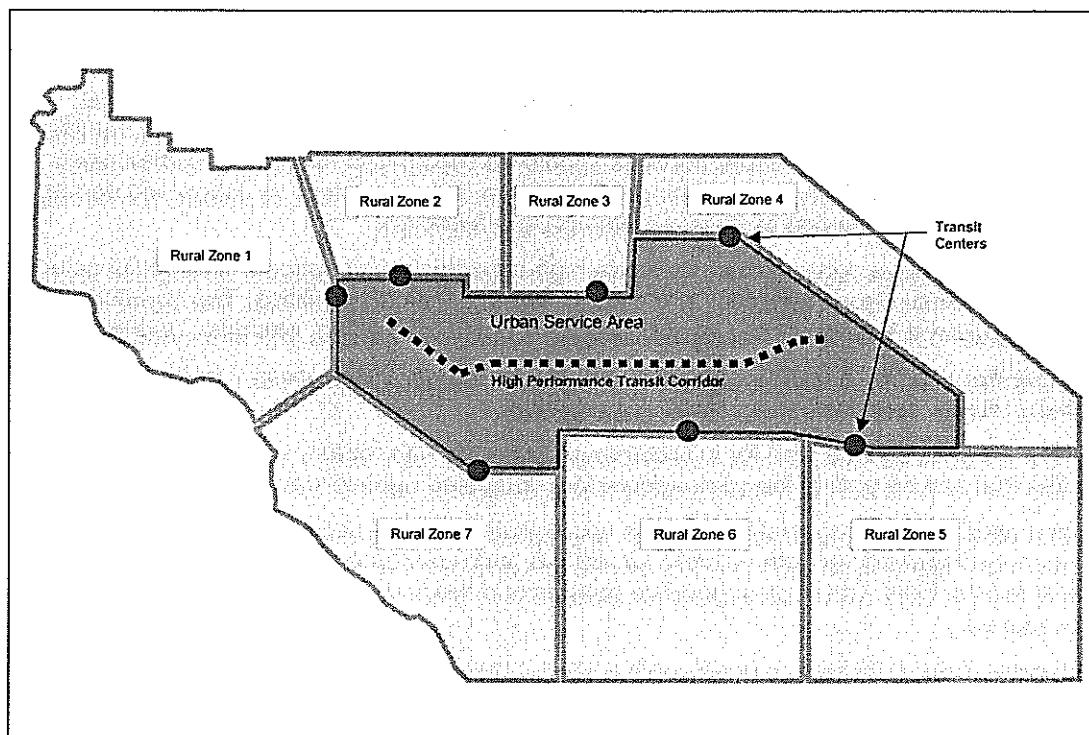 Rural Zone 2
Rural Zone 3
Rural Zone 4
Rural Zone 1
Transit
Centers
Urban Service Area
High Performance Transit Corridor
Rural Zone 7
Rural Zone 6
Rural Zone 5